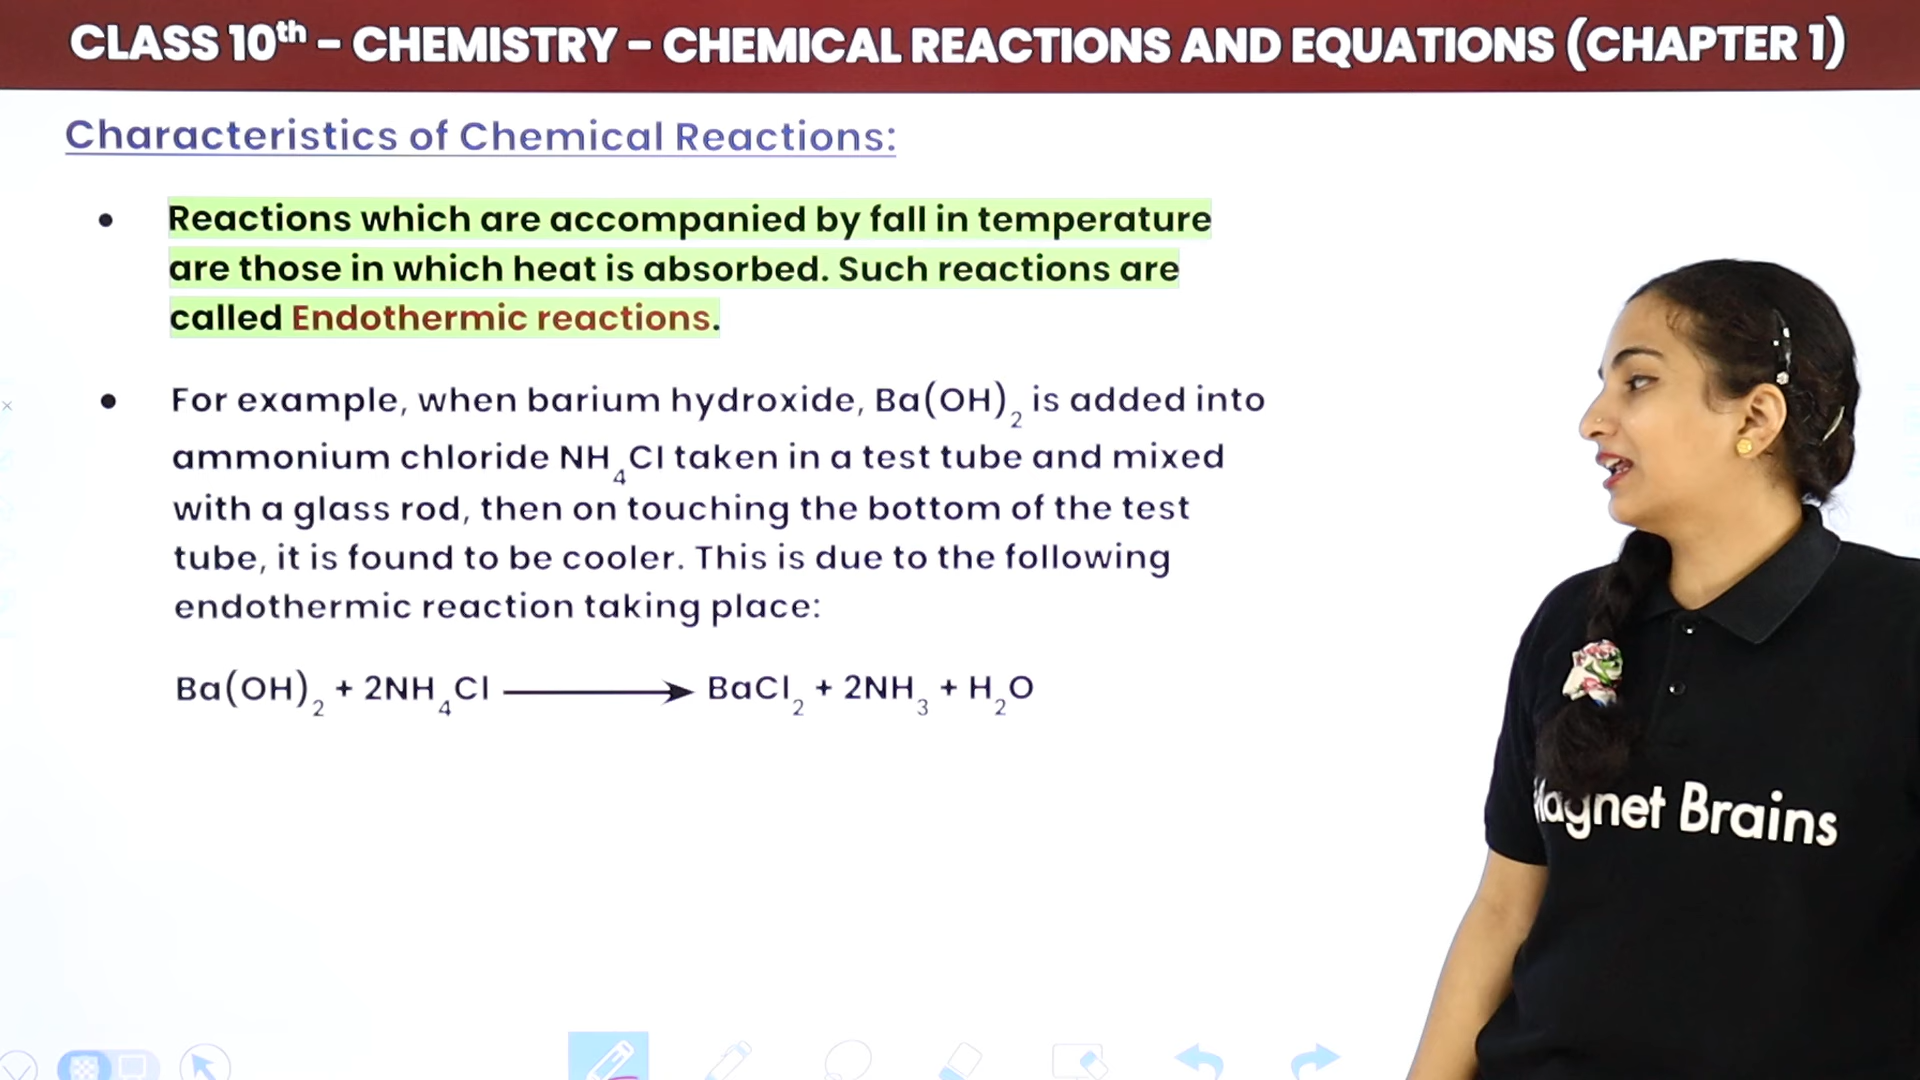 CLASS 10th – CHEMISTRY – CHEMICAL REACTIONS AND EQUATIONS (CHAPTER 1)
Characteristics of Chemical Reactions:
• Reactions which are accompanied by fall in temperature
are those in which heat is absorbed. Such reactions are
called Endothermic reactions.
• For example, when barium hydroxide, Ba(OH)₂ is added into
ammonium chloride NH₄Cl taken in a test tube and mixed
with a glass rod, then on touching the bottom of the test
tube, it is found to be cooler. This is due to the following
endothermic reaction taking place:
Ba(OH)₂ + 2NH₄Cl ⟶ BaCl₂ + 2NH₃ + H₂O
Magnet Brains